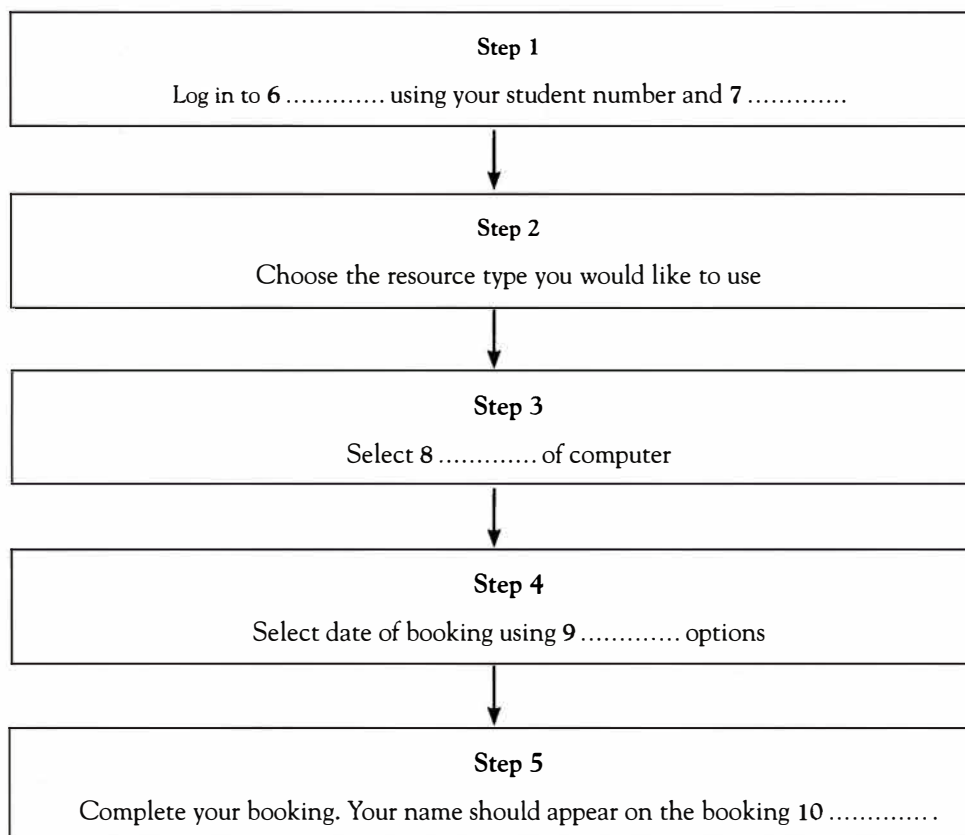 Step 1
Log in to 6 ............. using your student number and 7 .............
Step 2
Choose the resource type you would like to use
Step 3
Select 8 ............. of computer
Step 4
Select date of booking using 9 ............. options
Step 5
Complete your booking. Your name should appear on the booking 10 ............. .